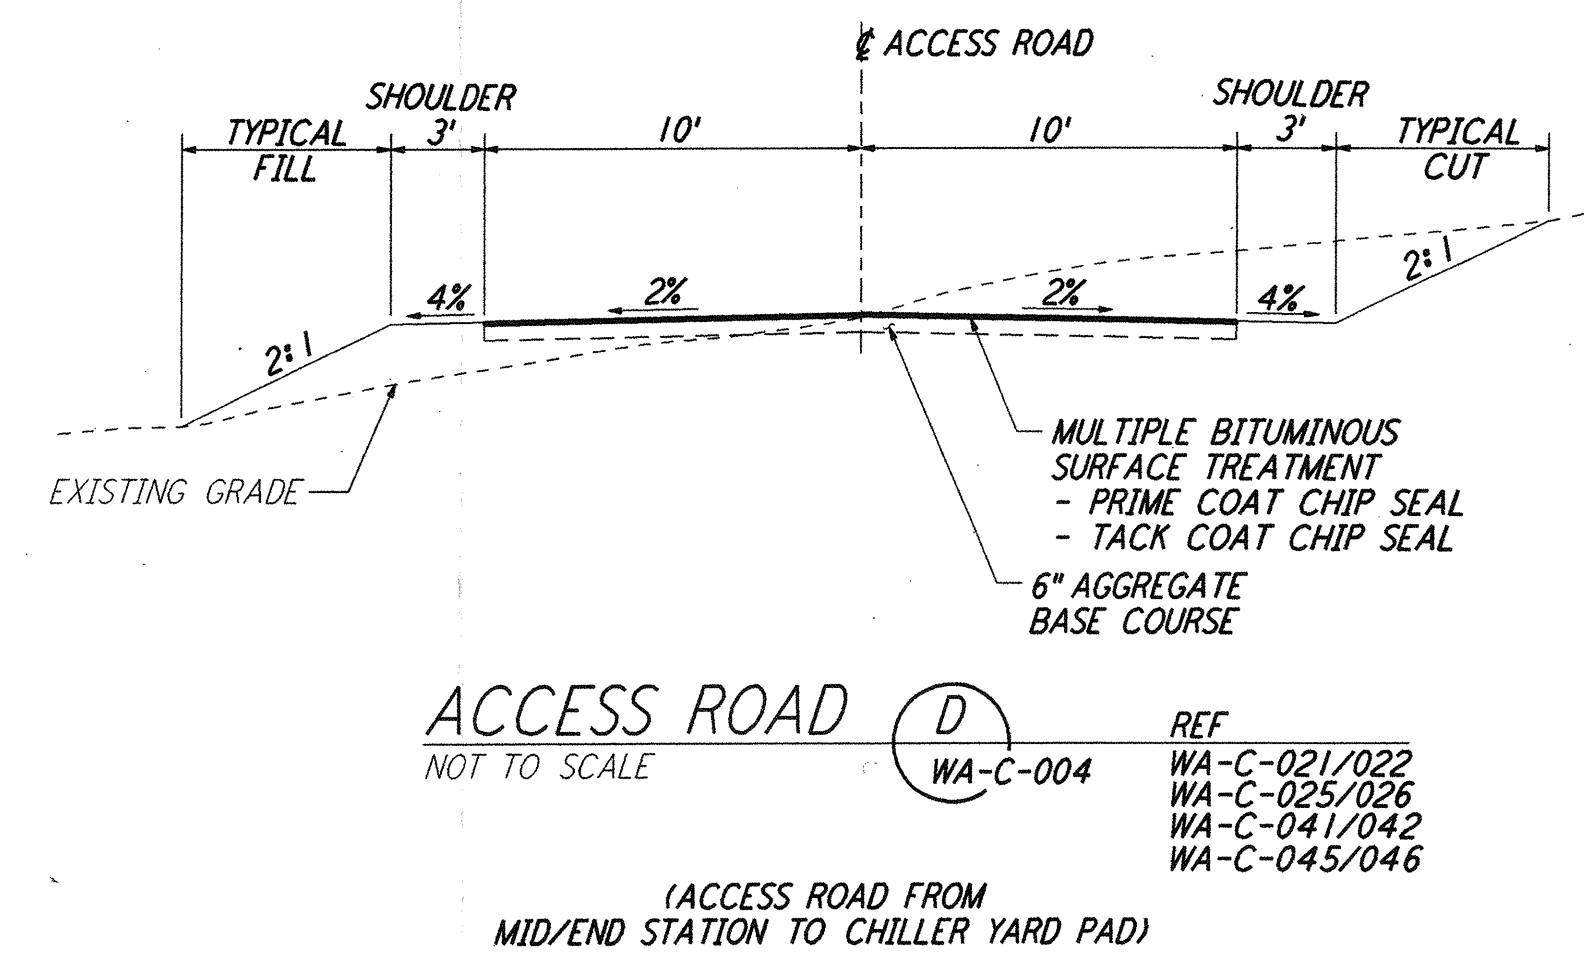 ℄ ACCESS ROAD
SHOULDER
SHOULDER
TYPICAL
FILL
3'
10'
10'
3'
TYPICAL
CUT
2:1
4%
2%
2%
4%
2:1
EXISTING GRADE
MULTIPLE BITUMINOUS
SURFACE TREATMENT
- PRIME COAT CHIP SEAL
- TACK COAT CHIP SEAL
6" AGGREGATE
BASE COURSE
ACCESS ROAD
NOT TO SCALE
D
WA-C-004
REF
WA-C-021/022
WA-C-025/026
WA-C-041/042
WA-C-045/046
(ACCESS ROAD FROM
MID/END STATION TO CHILLER YARD PAD)